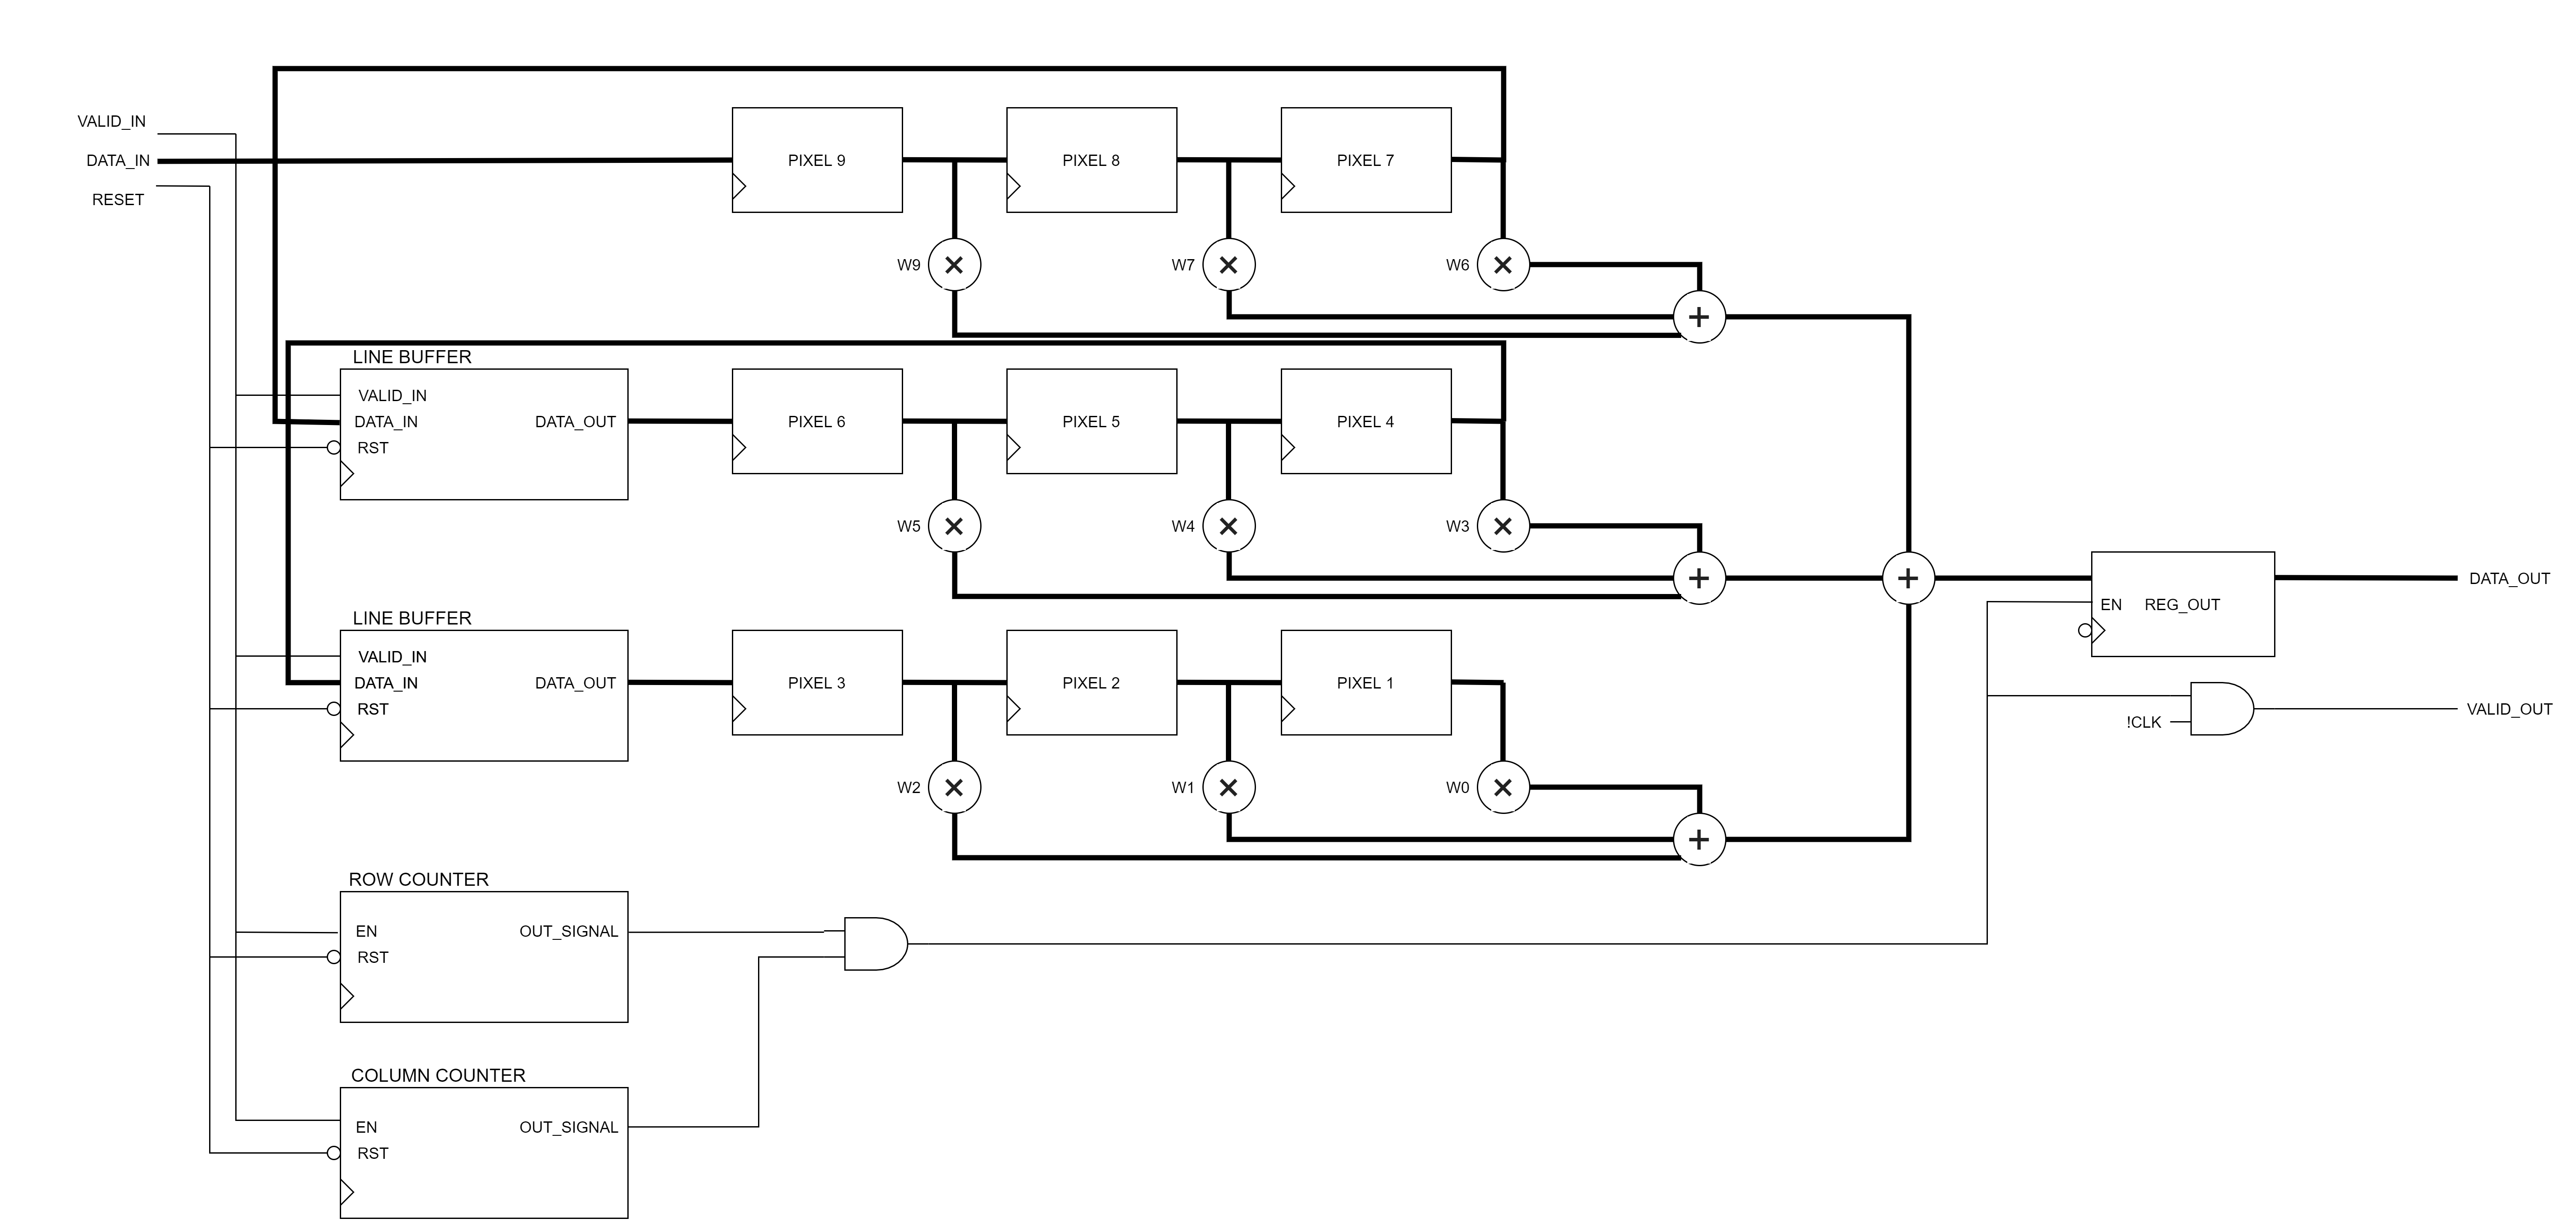 VALID_IN
DATA_IN
RESET
PIXEL 9
PIXEL 8
PIXEL 7
W9
W7
W6
LINE BUFFER
VALID_IN
DATA_IN
DATA_OUT
RST
PIXEL 6
PIXEL 5
PIXEL 4
W5
W4
W3
LINE BUFFER
VALID_IN
DATA_IN
DATA_OUT
RST
PIXEL 3
PIXEL 2
PIXEL 1
W2
W1
W0
EN
REG_OUT
DATA_OUT
!CLK
VALID_OUT
ROW COUNTER
EN
OUT_SIGNAL
RST
COLUMN COUNTER
EN
OUT_SIGNAL
RST